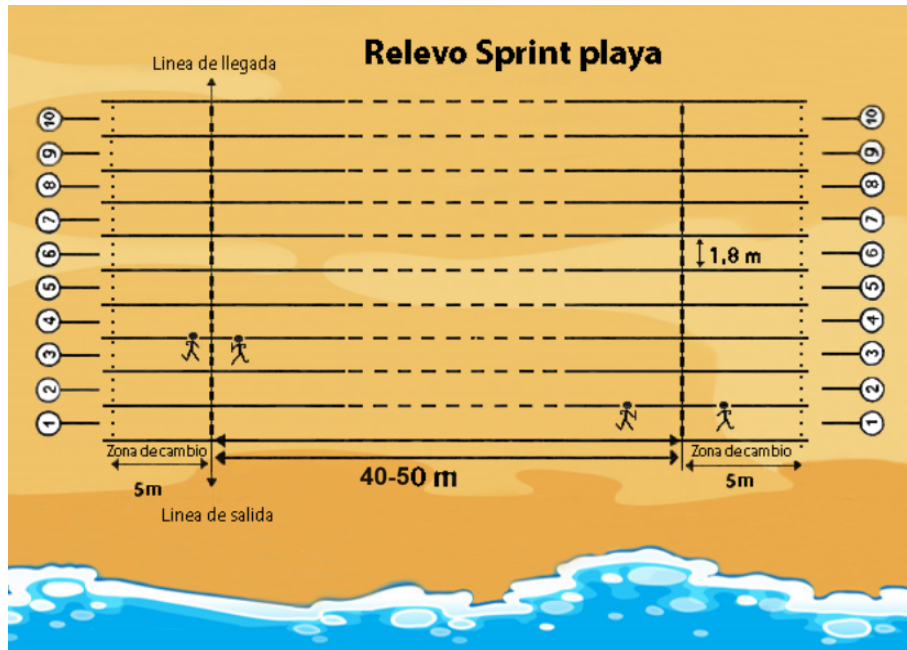 Relevo Sprint playa
Linea de llegada
10
10
9
9
8
8
7
7
6
1,8 m
6
5
5
4
4
3
3
2
2
1
1
Zona de cambio
Zona de cambio
5m
40-50 m
5m
Linea de salida